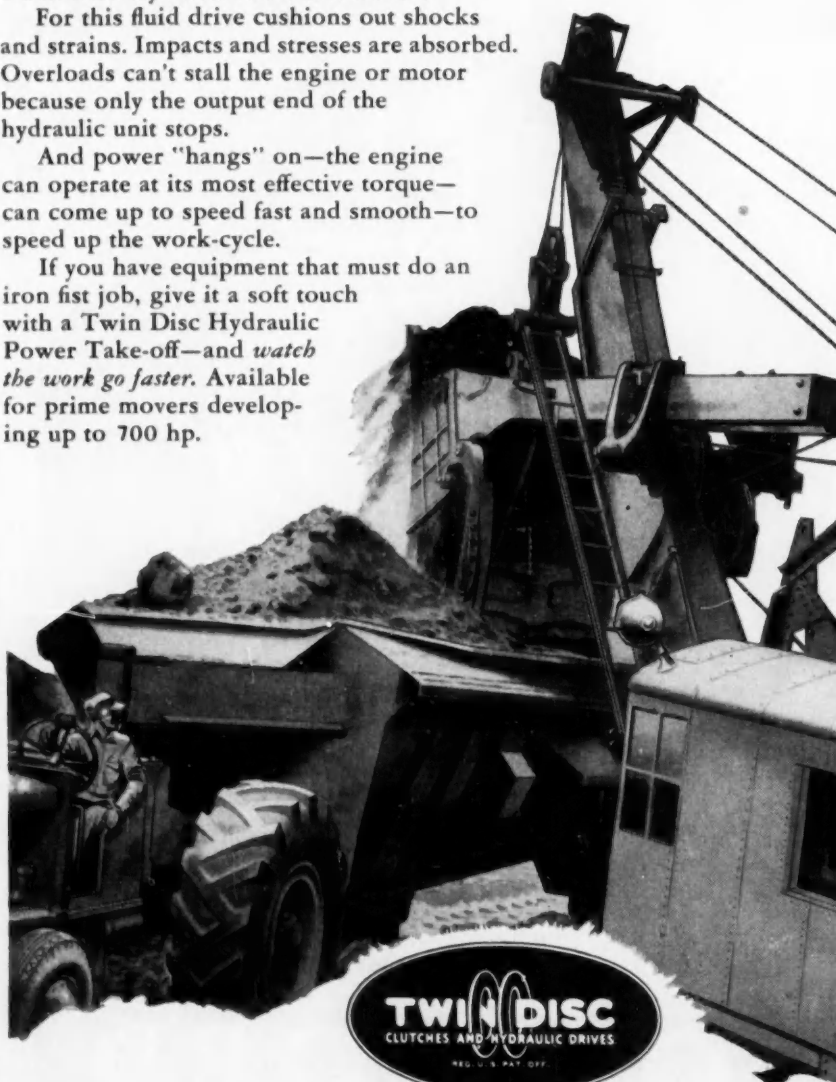 For this fluid drive cushions out shocks
and strains. Impacts and stresses are absorbed.
Overloads can't stall the engine or motor
because only the output end of the
hydraulic unit stops.
And power "hangs" on—the engine
can operate at its most effective torque—
can come up to speed fast and smooth—to
speed up the work-cycle.
If you have equipment that must do an
iron fist job, give it a soft touch
with a Twin Disc Hydraulic
Power Take-off—and watch
the work go faster. Available
for prime movers develop-
ing up to 700 hp.
TWIN DISC
CLUTCHES AND HYDRAULIC DRIVES
REG. U. S. PAT. OFF.